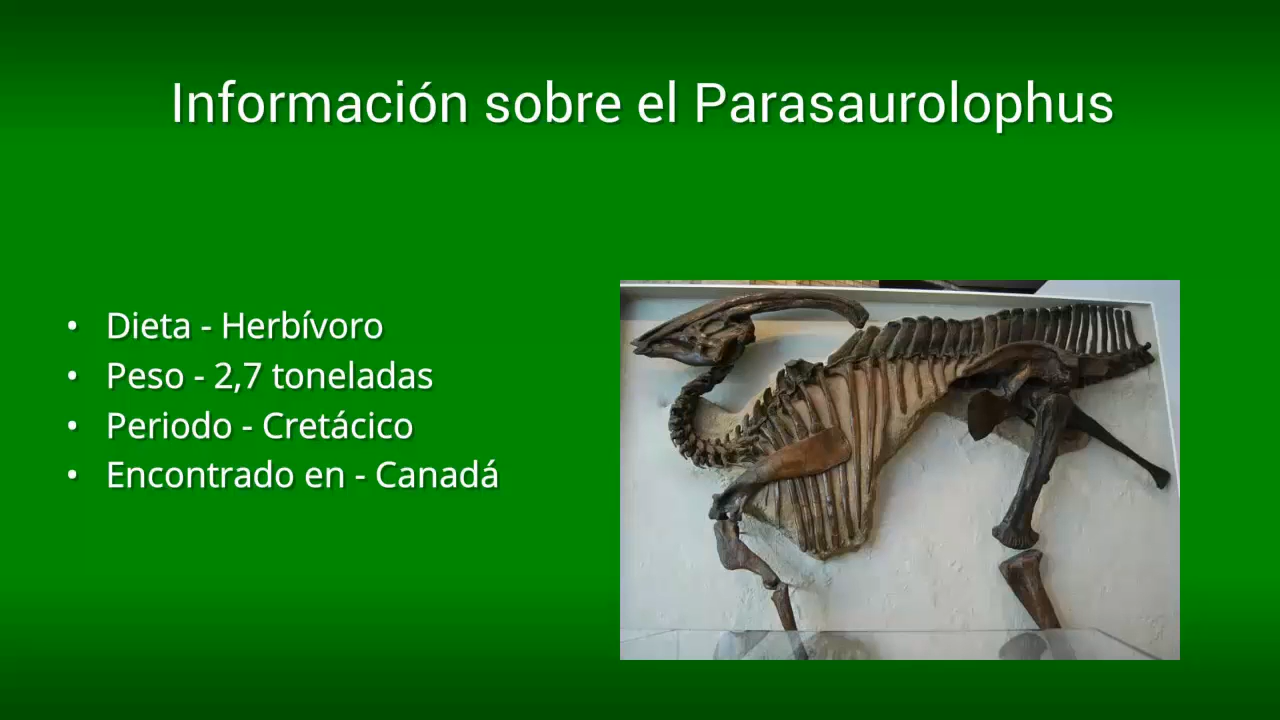 Información sobre el Parasaurolophus
• Dieta - Herbívoro
• Peso - 2,7 toneladas
• Periodo - Cretácico
• Encontrado en - Canadá